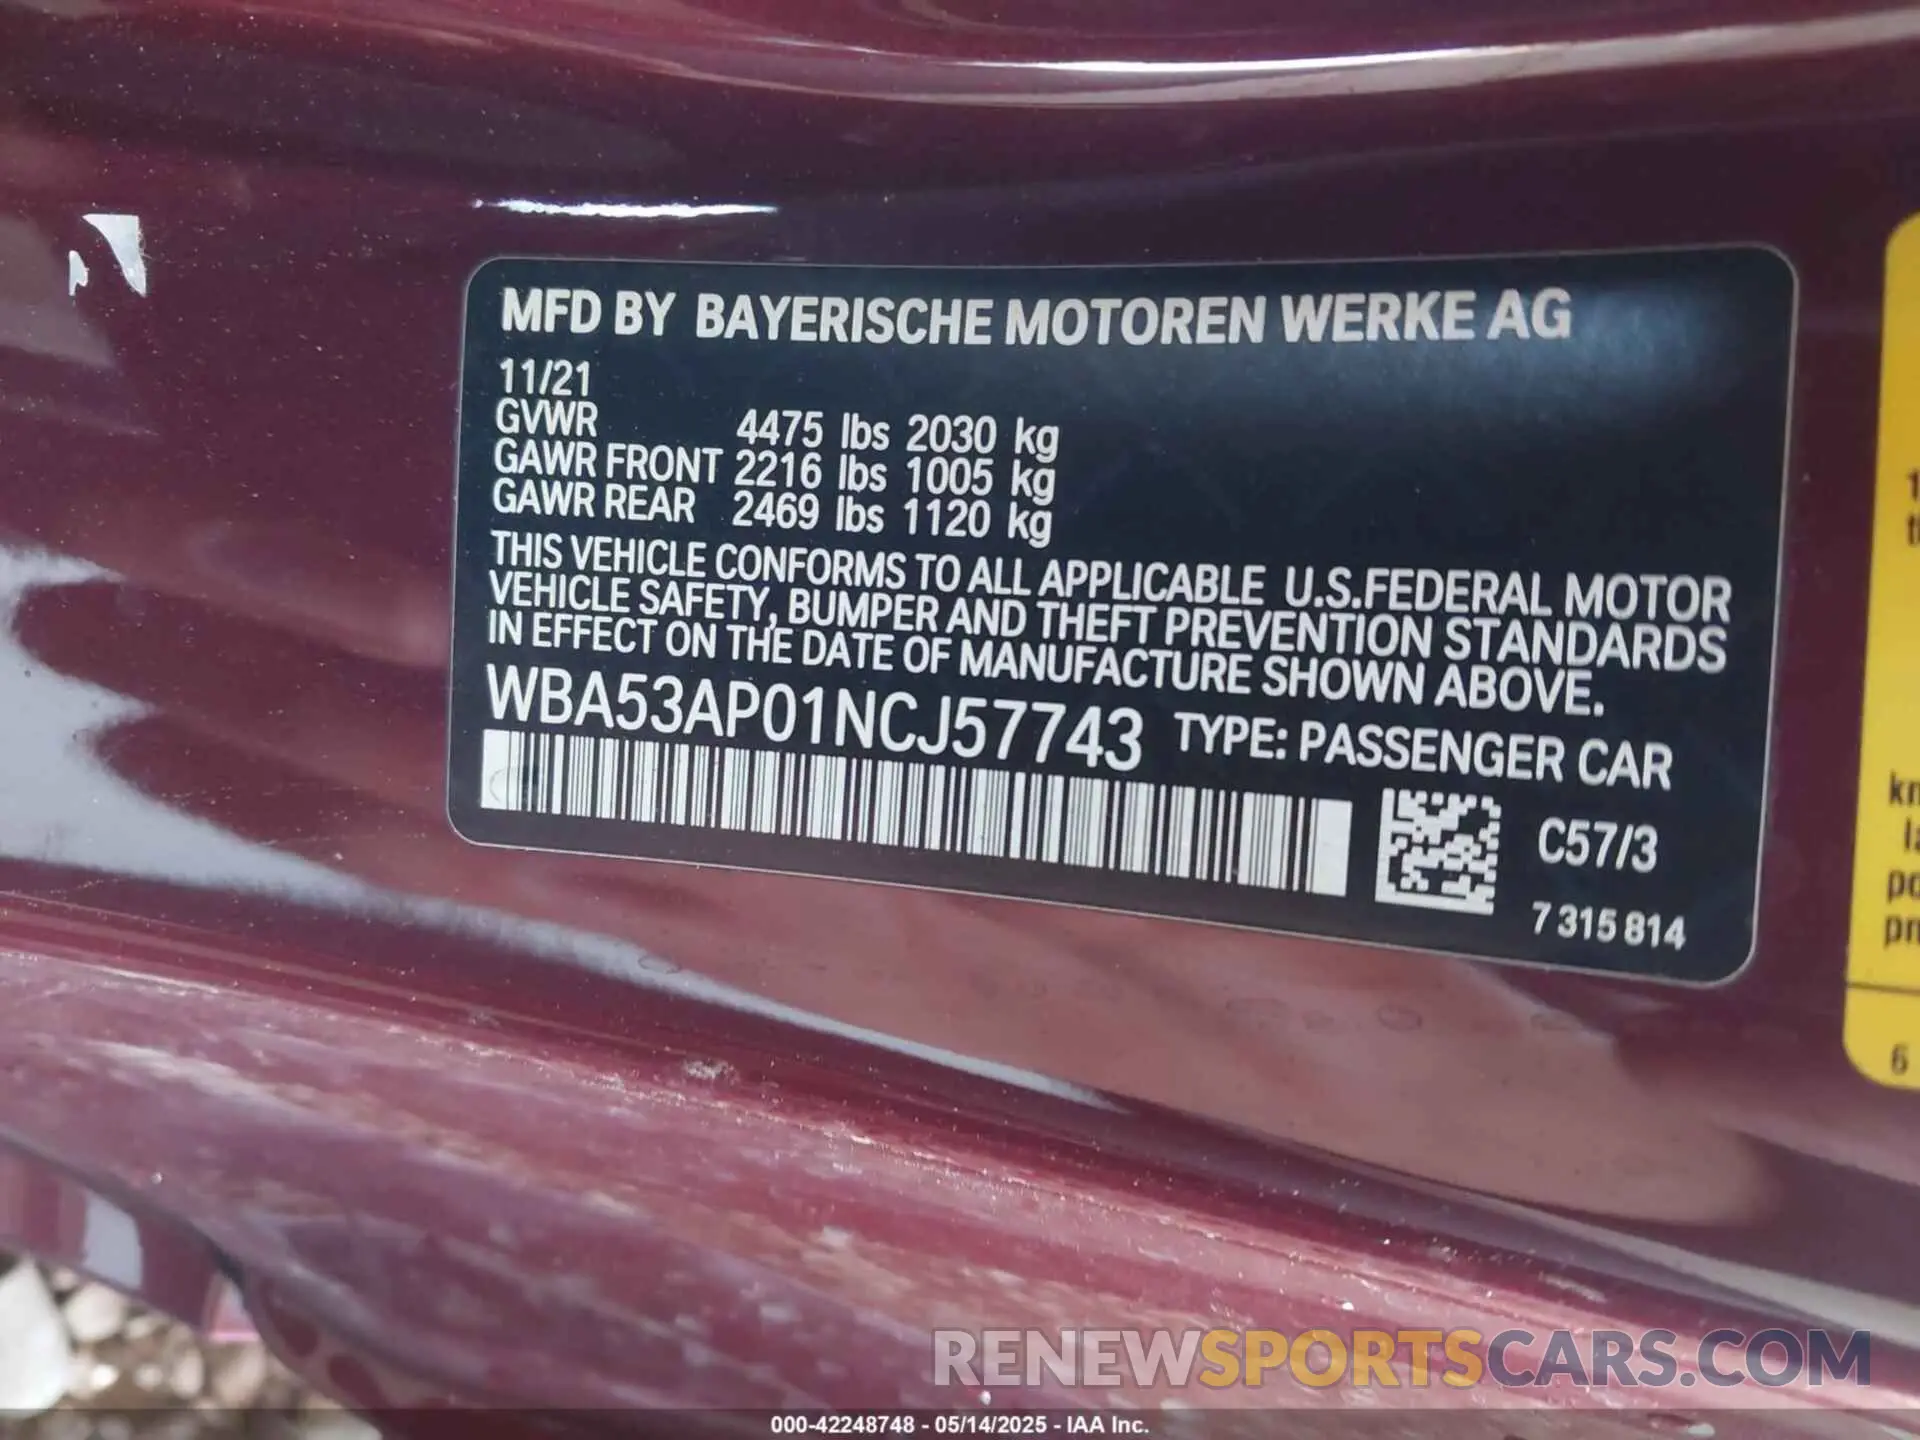 MFD BY BAYERISCHE MOTOREN WERKE AG
11/21
GVWR 4475 lbs 2030 kg
GAWR FRONT 2216 lbs 1005 kg
GAWR REAR 2469 lbs 1120 kg
THIS VEHICLE CONFORMS TO ALL APPLICABLE U.S.FEDERAL MOTOR
VEHICLE SAFETY, BUMPER AND THEFT PREVENTION STANDARDS
IN EFFECT ON THE DATE OF MANUFACTURE SHOWN ABOVE.
WBA53AP01NCJ57743 TYPE: PASSENGER CAR
C57/3
7 315 814
6
RENEWSPORTSCARS.COM
000-42248748 - 05/14/2025 - IAA Inc.